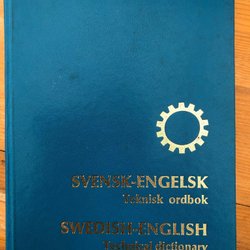 SVENSK-ENGELSK
Teknisk ordbok
SWEDISH-ENGLISH
Technical dictionary